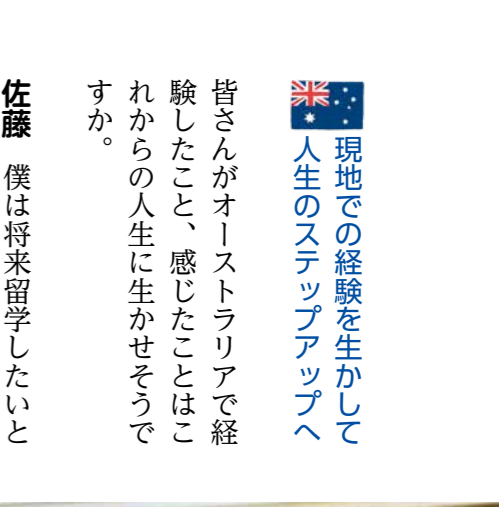 現地での経験を生かして
人生のステップアップへ
皆さんがオーストラリアで経
験したこと、感じたことはこ
れからの人生に生かせそうで
すか。
佐藤　僕は将来留学したいと